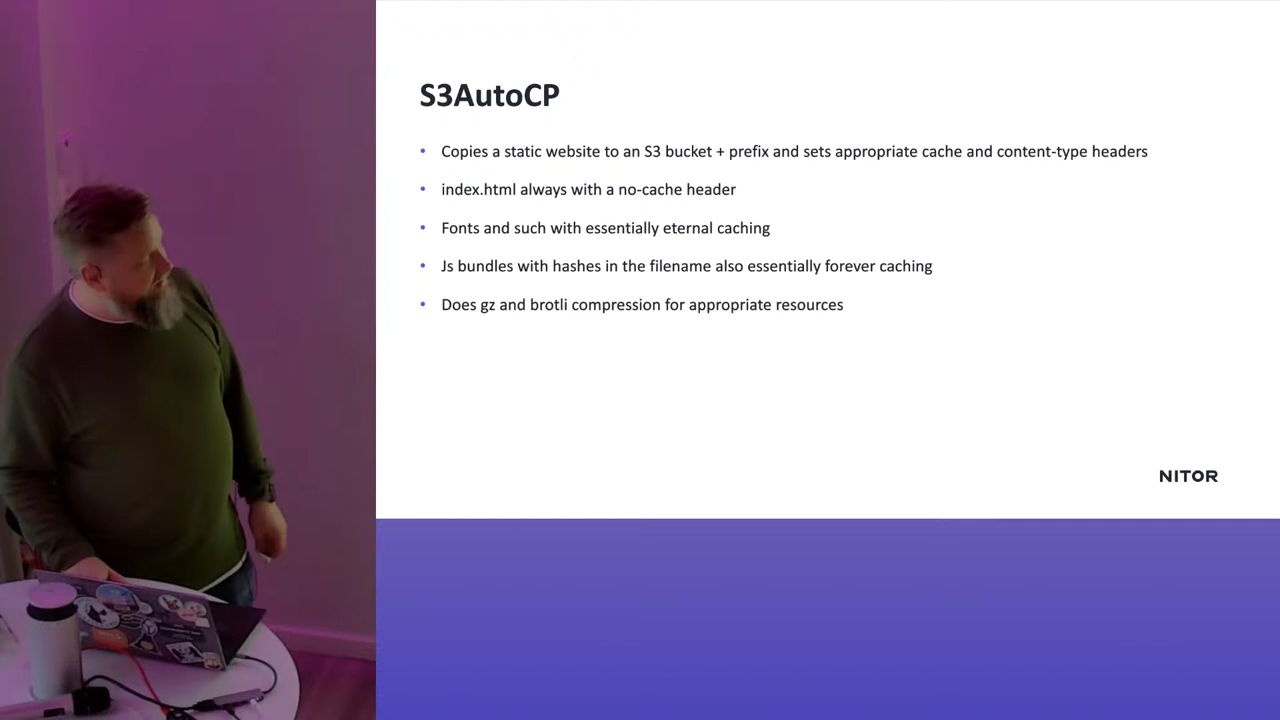 S3AutoCP
• Copies a static website to an S3 bucket + prefix and sets appropriate cache and content-type headers
• index.html always with a no-cache header
• Fonts and such with essentially eternal caching
• Js bundles with hashes in the filename also essentially forever caching
• Does gz and brotli compression for appropriate resources
NITOR